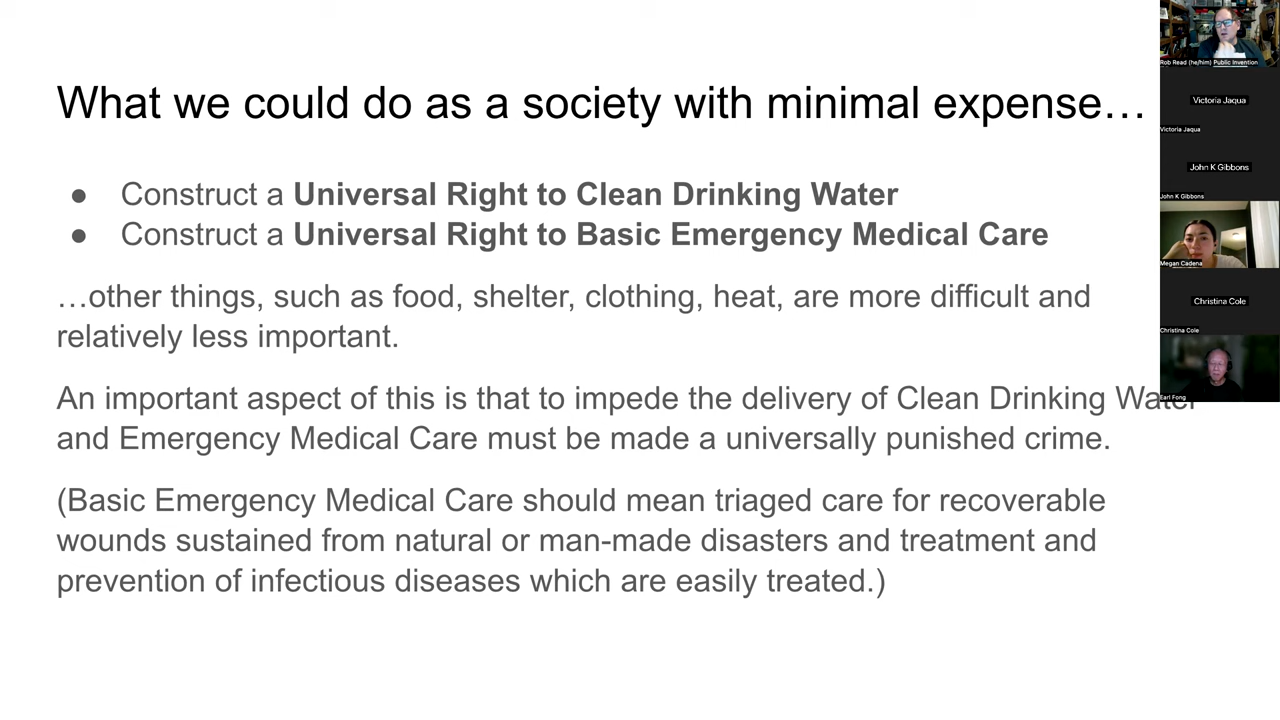 What we could do as a society with minimal expense…
● Construct a Universal Right to Clean Drinking Water
● Construct a Universal Right to Basic Emergency Medical Care
…other things, such as food, shelter, clothing, heat, are more difficult and
relatively less important.
An important aspect of this is that to impede the delivery of Clean Drinking Water
and Emergency Medical Care must be made a universally punished crime.
(Basic Emergency Medical Care should mean triaged care for recoverable
wounds sustained from natural or man-made disasters and treatment and
prevention of infectious diseases which are easily treated.)
Rob Read (he/him) Public Invention
Victoria Jaqua
Victoria Jaqua
John K Gibbons
John K Gibbons
Megan Cadena
Christina Cole
Christina Cole
Earl Fong